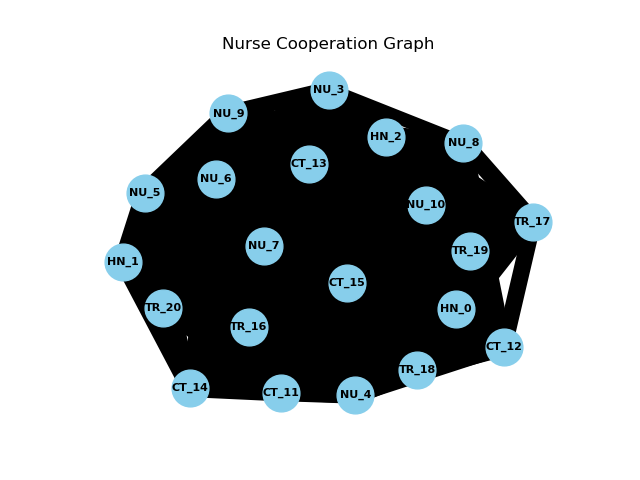 Nurse Cooperation Graph
NU_3
NU_9
HN_2
NU_8
CT_13
NU_6
NU_5
NU_10
TR_17
NU_7
TR_19
HN_1
CT_15
TR_20
HN_0
TR_16
CT_12
TR_18
CT_14
CT_11
NU_4